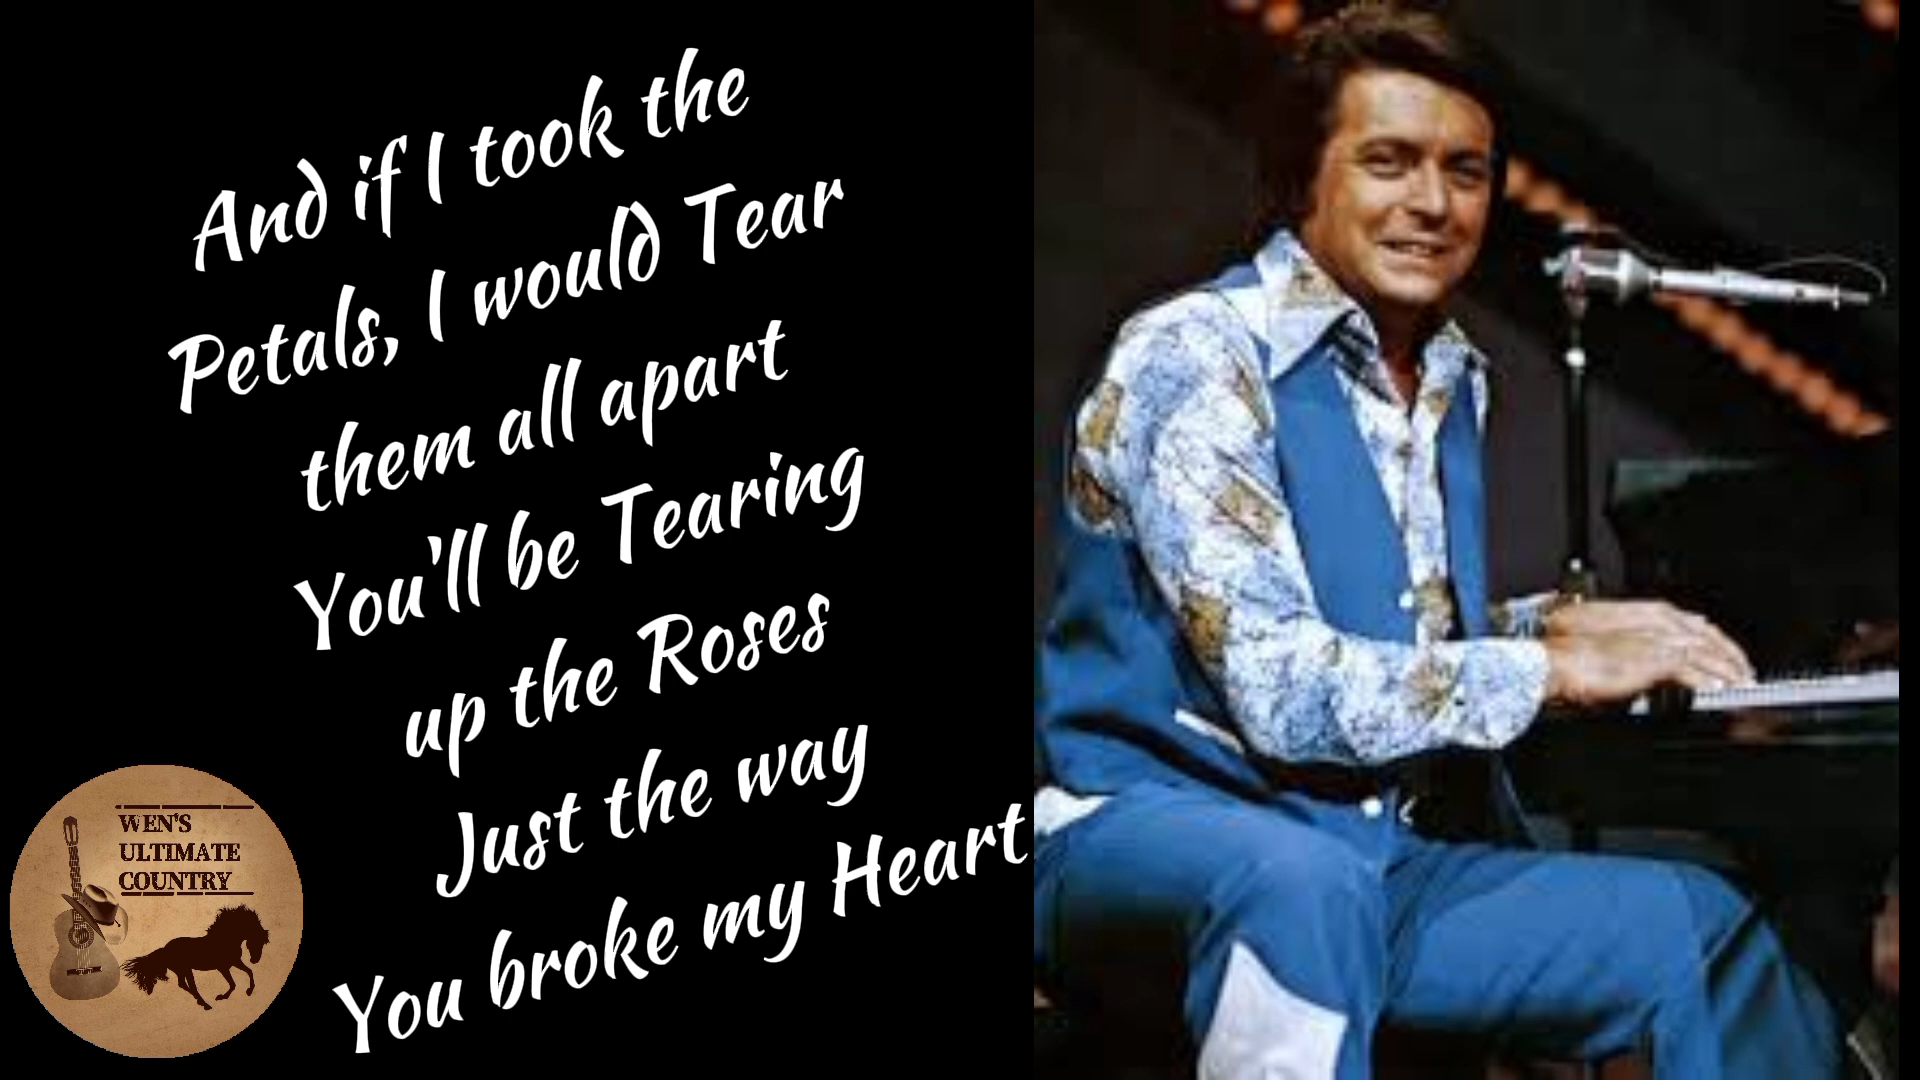 And if I took the
Petals, I would Tear
them all apart
You'll be Tearing
up the Roses
Just the way
You broke my Heart
WEN'S
ULTIMATE
COUNTRY